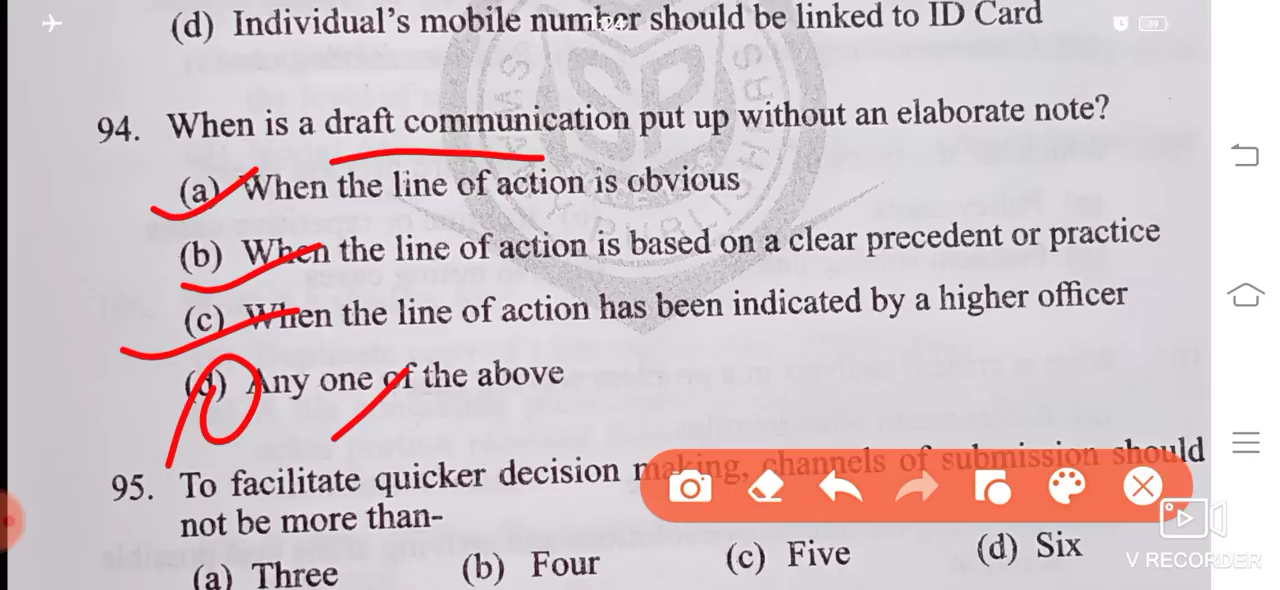 (d) Individual's mobile number should be linked to ID Card
39
94. When is a draft communication put up without an elaborate note?
(a) When the line of action is obvious
(b) When the line of action is based on a clear precedent or practice
(c) When the line of action has been indicated by a higher officer
(d) Any one of the above
95. To facilitate quicker decision making, channels of submission should
not be more than-
(a) Three (b) Four (c) Five (d) Six
V RECORDER
PUBLISHERS